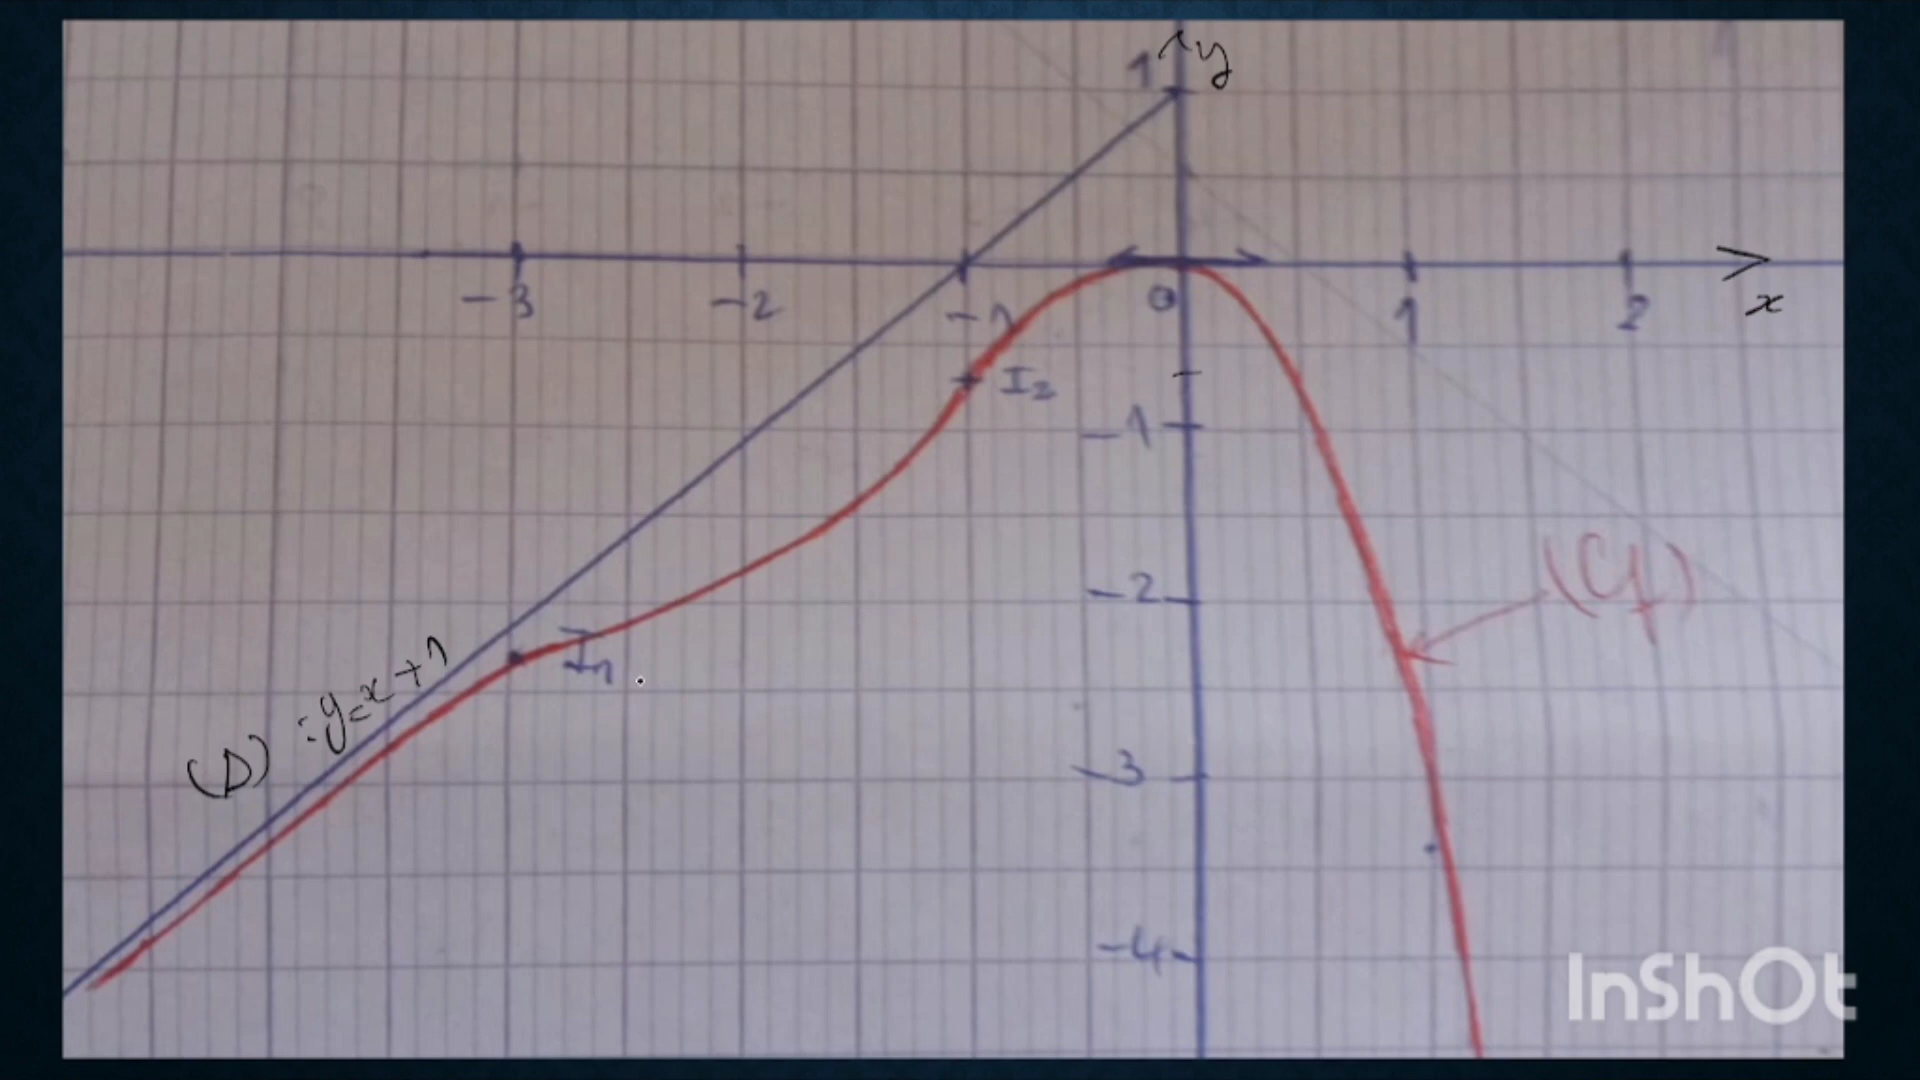 1 y
-3 -2 -1 0 1 2 x
I2
-1
(Cf)
-2
I1
(D) : y=x+1
-3
-4
InShOt